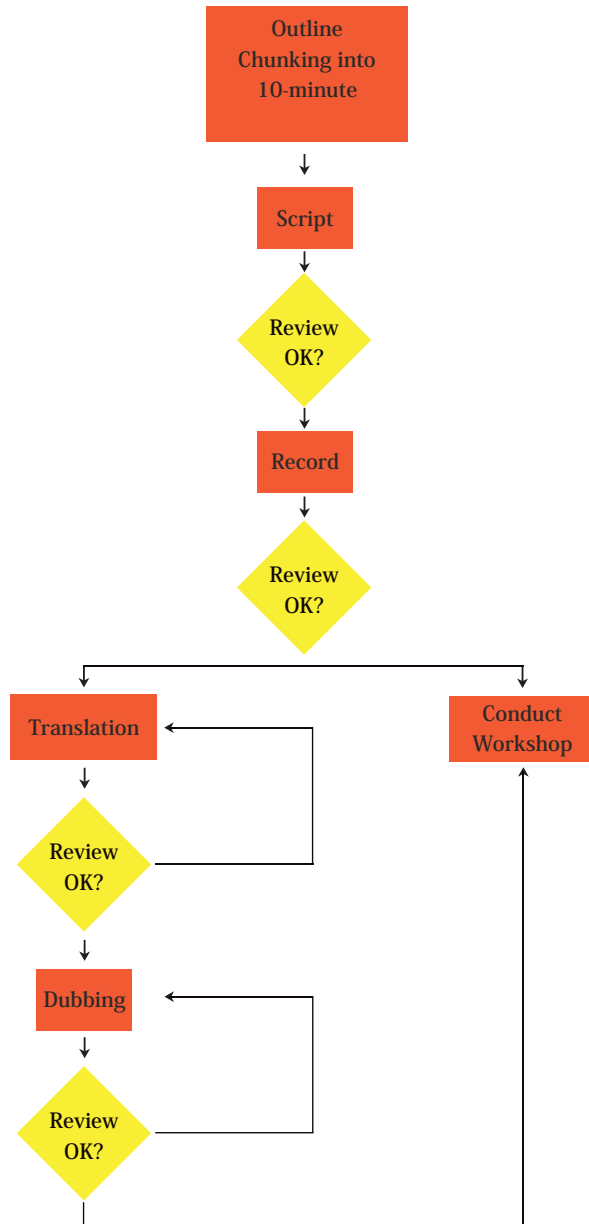 Outline
Chunking into
10-minute
Script
Review
OK?
Record
Review
OK?
Translation
Conduct
Workshop
Review
OK?
Dubbing
Review
OK?